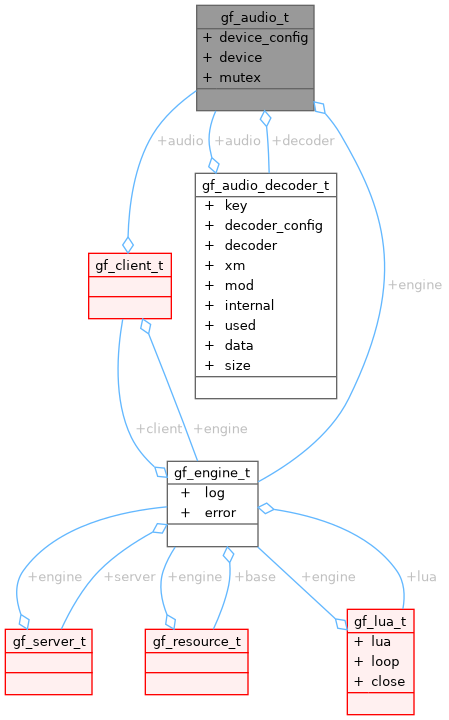 gf_audio_t
+ device_config
+ device
+ mutex
+audio
+audio
+decoder
gf_audio_decoder_t
+ key
+ decoder_config
+ decoder
+ xm
+ mod
+ internal
+ used
+ data
+ size
gf_client_t
+engine
+client
+engine
gf_engine_t
+ log
+ error
+engine
+server
+engine
+base
+engine
+lua
gf_server_t
gf_resource_t
gf_lua_t
+ lua
+ loop
+ close